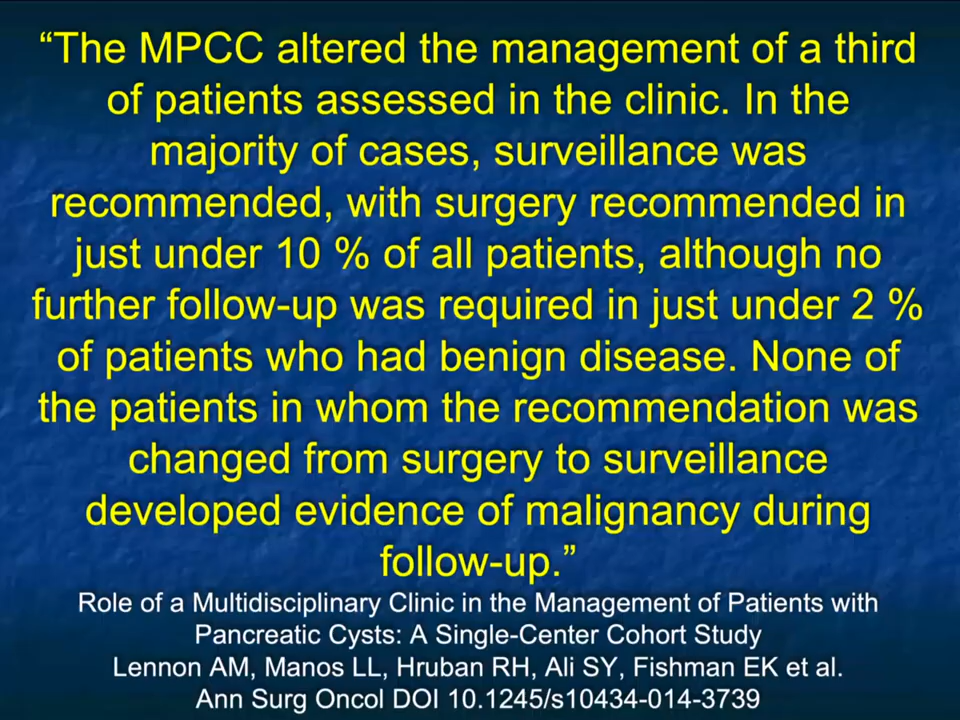 “The MPCC altered the management of a third
of patients assessed in the clinic. In the
majority of cases, surveillance was
recommended, with surgery recommended in
just under 10 % of all patients, although no
further follow-up was required in just under 2 %
of patients who had benign disease. None of
the patients in whom the recommendation was
changed from surgery to surveillance
developed evidence of malignancy during
follow-up.”
Role of a Multidisciplinary Clinic in the Management of Patients with
Pancreatic Cysts: A Single-Center Cohort Study
Lennon AM, Manos LL, Hruban RH, Ali SY, Fishman EK et al.
Ann Surg Oncol DOI 10.1245/s10434-014-3739